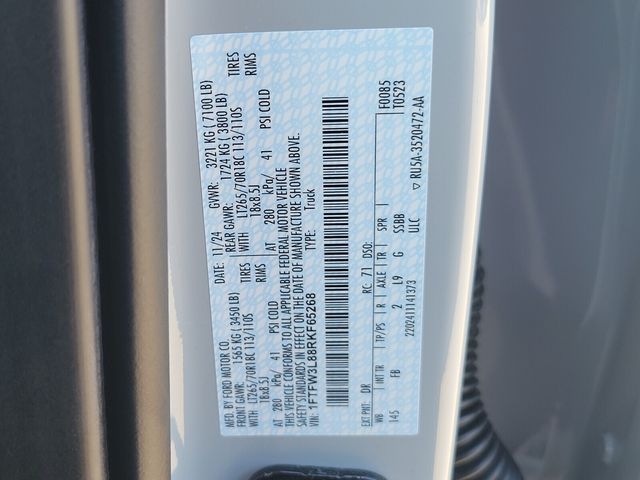 MFD. BY FORD MOTOR CO.
DATE: 11/24 GVWR: 3221 KG ( 7100 LB)
FRONT GAWR: 1565 KG ( 3450 LB) REAR GAWR: 1724 KG ( 3800 LB)
WITH LT265/70R18C 113/110S TIRES WITH LT265/70R18C 113/110S TIRES
18x8.5J RIMS 18x8.5J RIMS
AT 280 kPa/ 41 PSI COLD AT 280 kPa/ 41 PSI COLD
THIS VEHICLE CONFORMS TO ALL APPLICABLE FEDERAL MOTOR VEHICLE
SAFETY STANDARDS IN EFFECT ON THE DATE OF MANUFACTURE SHOWN ABOVE.
VIN: 1FTFW3L88RKF65268 TYPE: Truck
EXT PNT: DR RC: 71 DSO: F0085
WB INT TR TP/PS R AXLE TR SPR T0523
145 FB 2 L9 G SSBB
2202411141373 ULC
▽ RU5A-3520472-AA